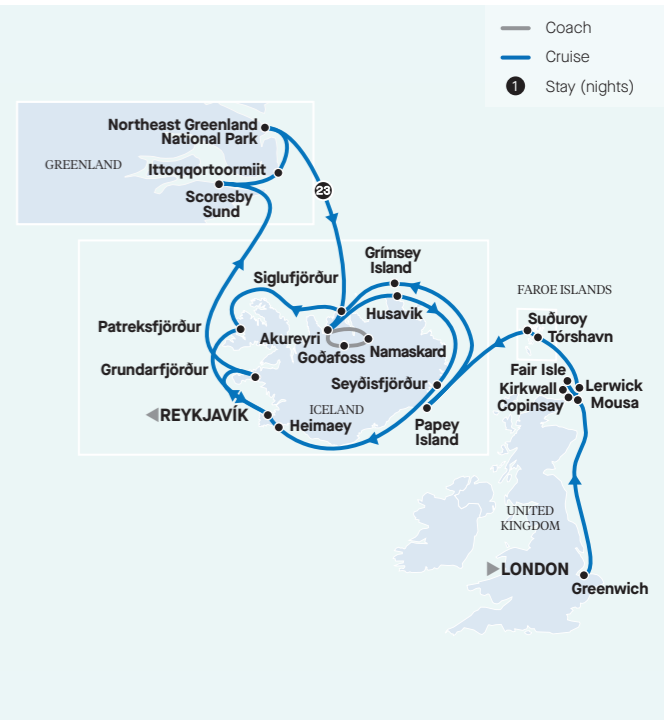 Coach
Cruise
1 Stay (nights)
Northeast Greenland
National Park
GREENLAND
Ittoqqortoormiit
Scoresby
Sund
23
Grímsey
Island
Siglufjörður
FAROE ISLANDS
Husavik
Suðuroy
Patreksfjörður
Akureyri
Tórshavn
Goðafoss
Namaskard
Grundarfjörður
Fair Isle
Seyðisfjörður
Kirkwall
Lerwick
Copinsay
Mousa
REYKJAVÍK
ICELAND
Heimaey
Papey
Island
UNITED
KINGDOM
LONDON
Greenwich